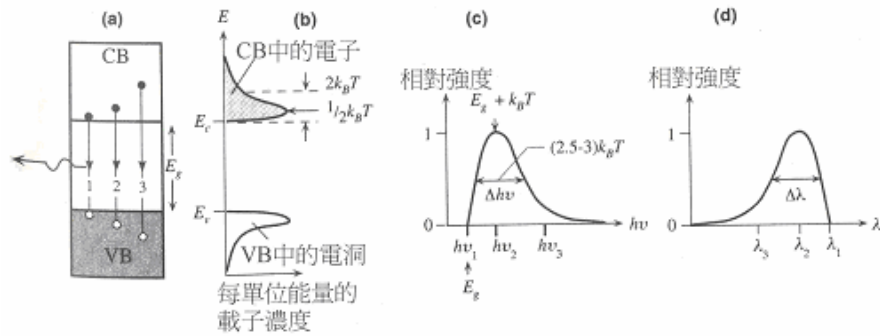 (a)
CB
E_g
1 2 3
VB
(b)
E
CB中的電子
2k_BT
1/2k_BT
E_c
E_v
VB中的電洞
每單位能量的
載子濃度
(c)
相對強度
E_g + k_BT
1
(2.5-3)k_BT
Δhυ
0
hυ
hυ_1 hυ_2 hυ_3
E_g
(d)
相對強度
1
Δλ
0
λ
λ_3 λ_2 λ_1